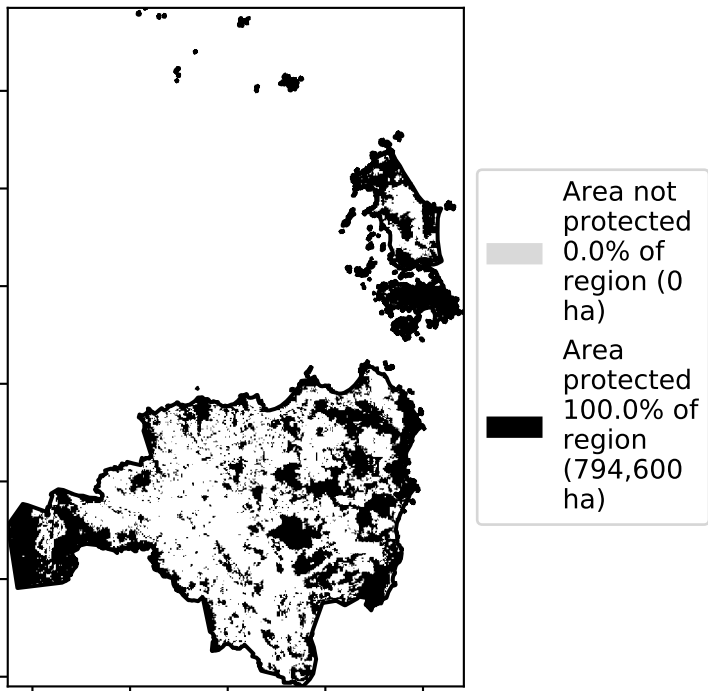 Area not
protected
0.0% of
region (0
ha)
Area
protected
100.0% of
region
(794,600
ha)